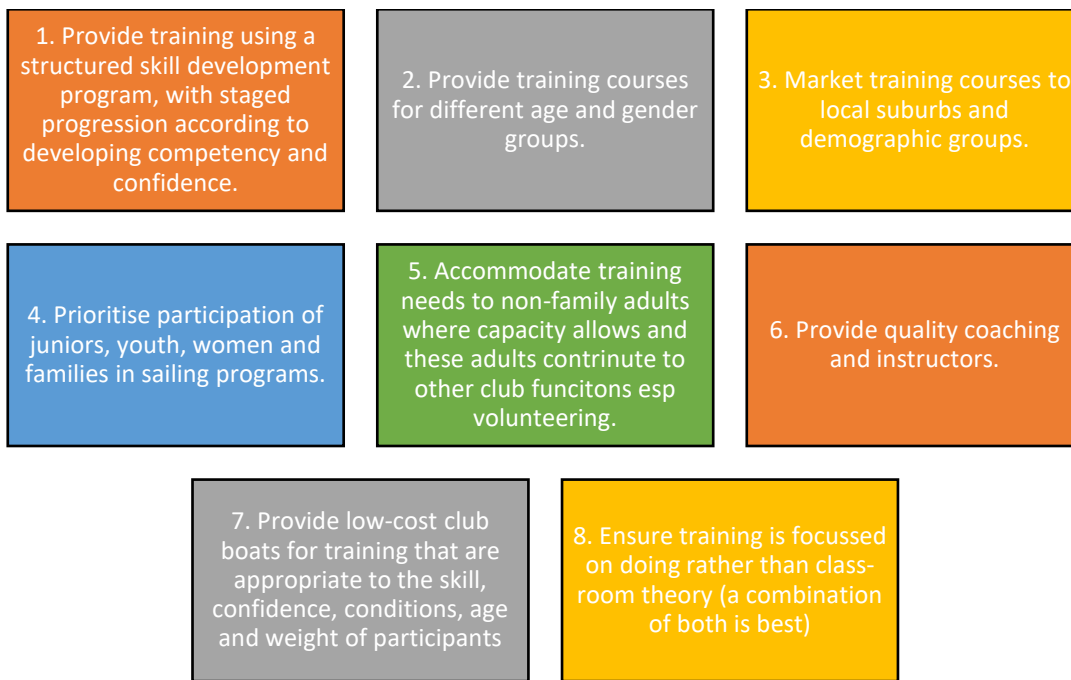 1. Provide training using a
structured skill development
program, with staged
progression according to
developing competency and
confidence.
2. Provide training courses
for different age and gender
groups.
3. Market training courses to
local suburbs and
demographic groups.
4. Prioritise participation of
juniors, youth, women and
families in sailing programs.
5. Accommodate training
needs to non-family adults
where capacity allows and
these adults contrinute to
other club funcitons esp
volunteering.
6. Provide quality coaching
and instructors.
7. Provide low-cost club
boats for training that are
appropriate to the skill,
confidence, conditions, age
and weight of participants
8. Ensure training is focussed
on doing rather than class-
room theory (a combination
of both is best)